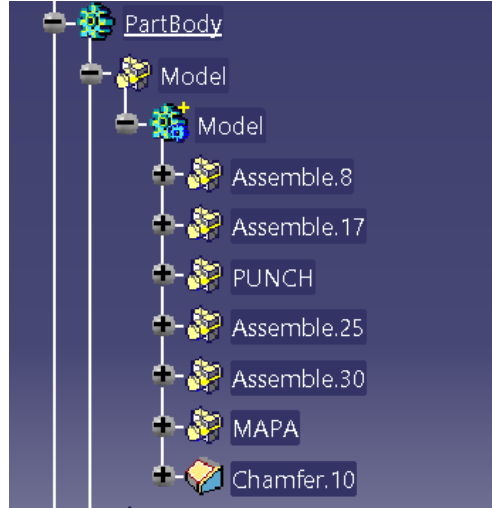 PartBody
Model
Model
Assemble.8
Assemble.17
PUNCH
Assemble.25
Assemble.30
MAPA
Chamfer.10